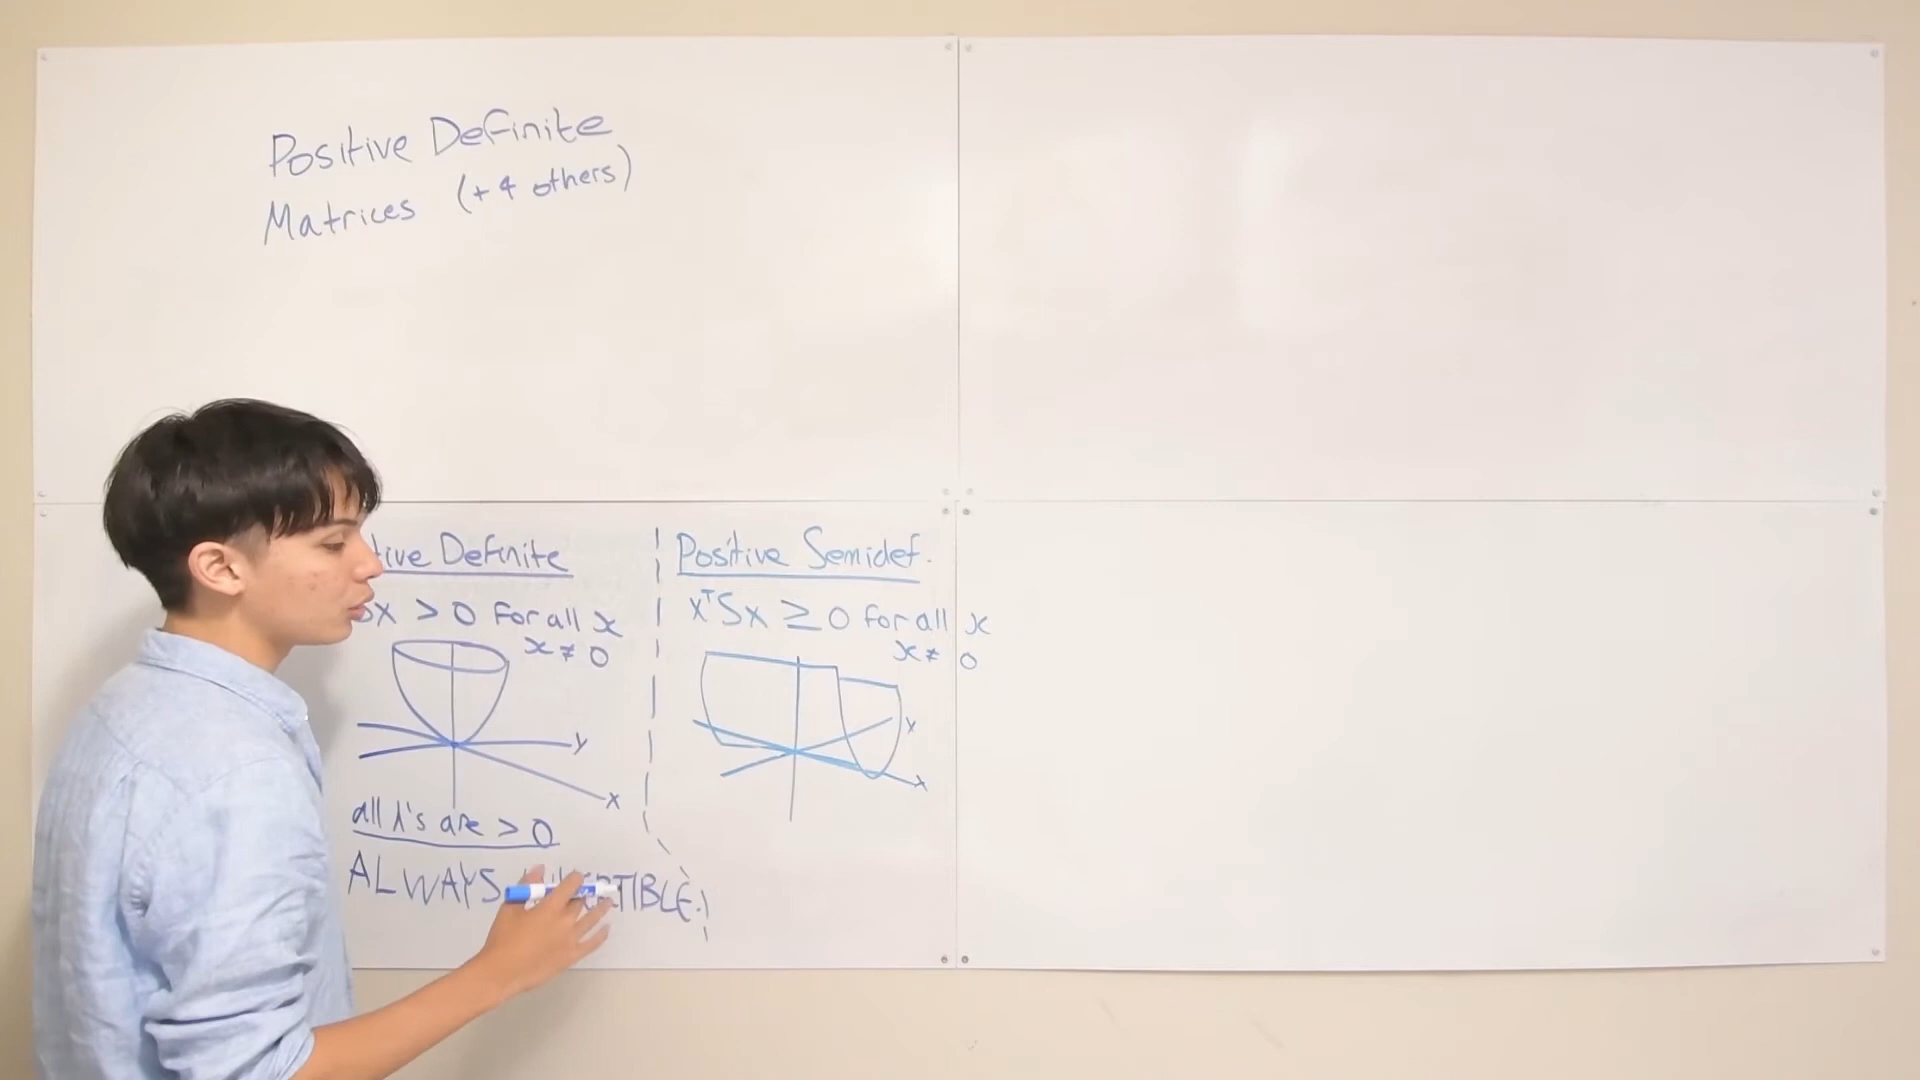 Positive Definite
Matrices (+ 4 others)
tive Definite
Sx > 0 for all x
x ≠ 0
y
x
all λ's are > 0
ALWAYS
Positive Semidef.
xᵀSx ≥ 0 for all x
x ≠ 0
y
x